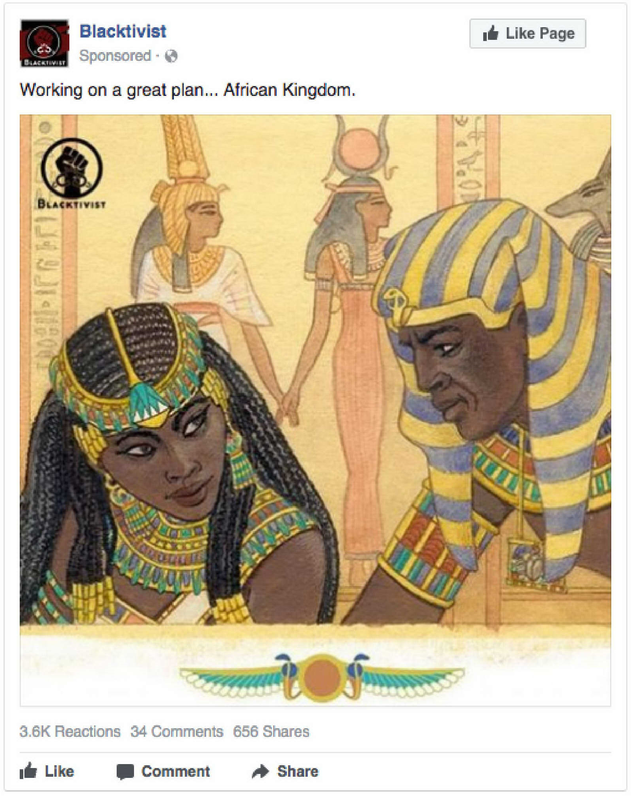 Blacktivist
Like Page
Sponsored ·
BLACKTIVIST
Working on a great plan... African Kingdom.
BLACKTIVIST
3.6K Reactions 34 Comments 656 Shares
Like Comment Share